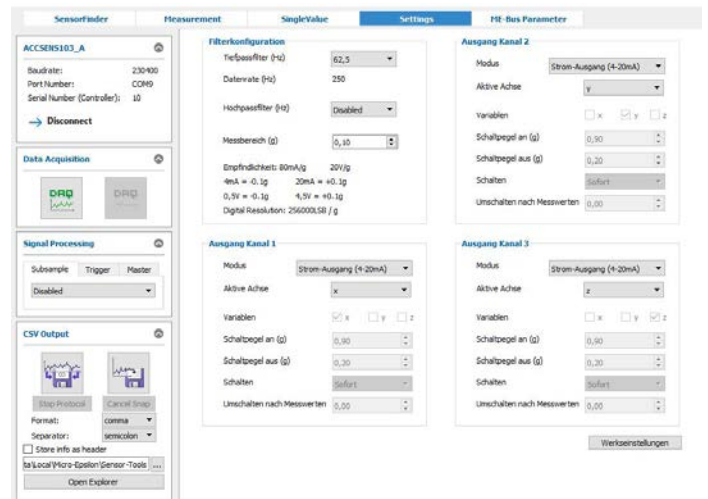 SensorFinder
Measurement
SingleValue
Settings
ME-Bus Parameter
ACCSENS103_A
Baudrate: 230400
Port Number: COM9
Serial Number (Controller): 10
Disconnect
Data Acquisition
DAQ
DAQ
Signal Processing
Subsample Trigger Master
Disabled
CSV Output
Stop Protocol
Cancel Snap
Format: comma
Separator: semicolon
Store info as header
ta\Local\Micro-Epsilon\Sensor-Tools ...
Open Explorer
Filterkonfiguration
Tiefpassfilter (Hz) 62,5
Datenrate (Hz) 250
Hochpassfilter (Hz) Disabled
Messbereich (g) 0,10
Empfindlichkeit: 80mA/g 20V/g
4mA = -0.1g 20mA = +0.1g
0,5V = -0.1g 4,5V = +0.1g
Digital Resolution: 256000LSB / g
Ausgang Kanal 1
Modus Strom-Ausgang (4-20mA)
Aktive Achse x
Variablen x y z
Schaltpegel an (g) 0,90
Schaltpegel aus (g) 0,20
Schalten Sofort
Umschalten nach Messwerten 0,00
Ausgang Kanal 2
Modus Strom-Ausgang (4-20mA)
Aktive Achse y
Variablen x y z
Schaltpegel an (g) 0,90
Schaltpegel aus (g) 0,20
Schalten Sofort
Umschalten nach Messwerten 0,00
Ausgang Kanal 3
Modus Strom-Ausgang (4-20mA)
Aktive Achse z
Variablen x y z
Schaltpegel an (g) 0,90
Schaltpegel aus (g) 0,20
Schalten Sofort
Umschalten nach Messwerten 0,00
Werkseinstellungen